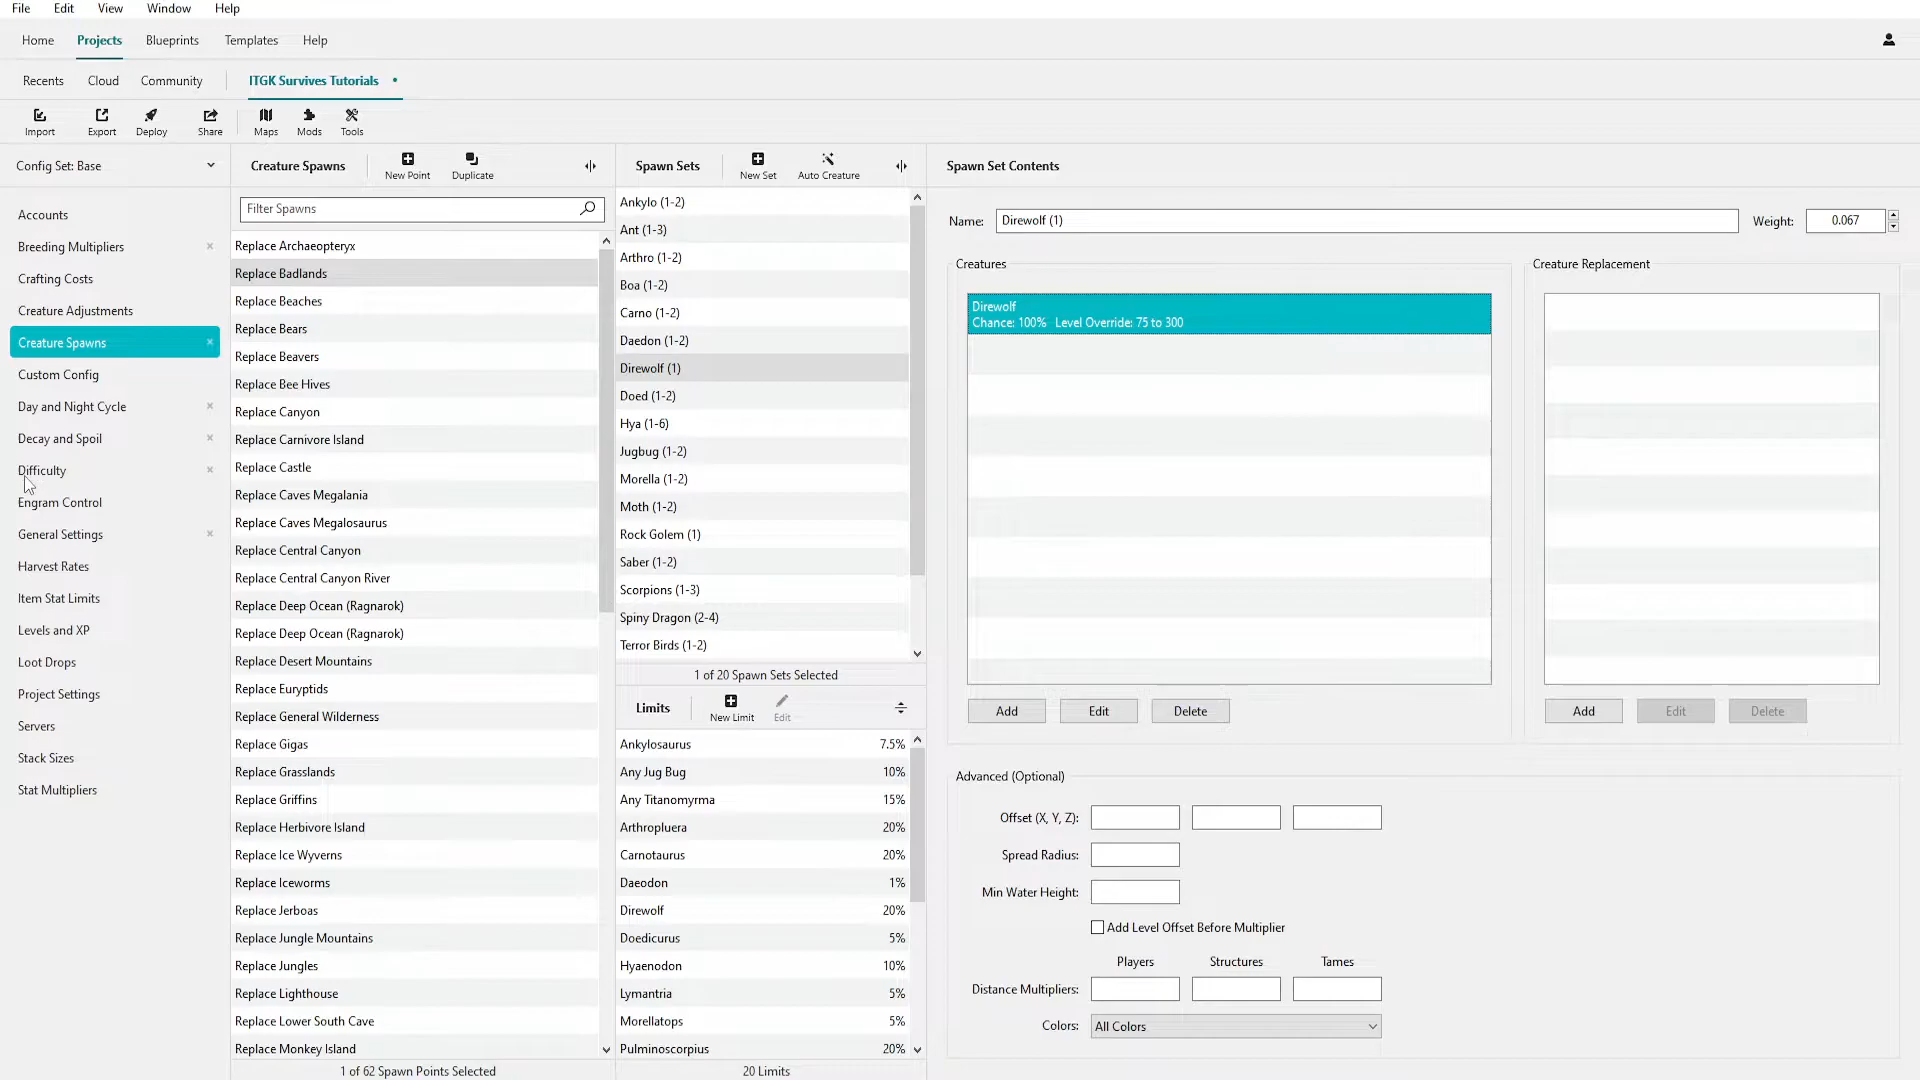 File Edit View Window Help
Home Projects Blueprints Templates Help
Recents Cloud Community ITGK Survives Tutorials •
Import Export Deploy Share Maps Mods Tools
Config Set: Base
Accounts
Breeding Multipliers
Crafting Costs
Creature Adjustments
Creature Spawns
Custom Config
Day and Night Cycle
Decay and Spoil
Difficulty
Engram Control
General Settings
Harvest Rates
Item Stat Limits
Levels and XP
Loot Drops
Project Settings
Servers
Stack Sizes
Stat Multipliers
Creature Spawns New Point Duplicate
Filter Spawns
Replace Archaeopteryx
Replace Badlands
Replace Beaches
Replace Bears
Replace Beavers
Replace Bee Hives
Replace Canyon
Replace Carnivore Island
Replace Castle
Replace Caves Megalania
Replace Caves Megalosaurus
Replace Central Canyon
Replace Central Canyon River
Replace Deep Ocean (Ragnarok)
Replace Deep Ocean (Ragnarok)
Replace Desert Mountains
Replace Euryptids
Replace General Wilderness
Replace Gigas
Replace Grasslands
Replace Griffins
Replace Herbivore Island
Replace Ice Wyverns
Replace Iceworms
Replace Jerboas
Replace Jungle Mountains
Replace Jungles
Replace Lighthouse
Replace Lower South Cave
Replace Monkey Island
1 of 62 Spawn Points Selected
Spawn Sets New Set Auto Creature
Ankylo (1-2)
Ant (1-3)
Arthro (1-2)
Boa (1-2)
Carno (1-2)
Daedon (1-2)
Direwolf (1)
Doed (1-2)
Hya (1-6)
Jugbug (1-2)
Morella (1-2)
Moth (1-2)
Rock Golem (1)
Saber (1-2)
Scorpions (1-3)
Spiny Dragon (2-4)
Terror Birds (1-2)
1 of 20 Spawn Sets Selected
Limits New Limit Edit
Ankylosaurus 7.5%
Any Jug Bug 10%
Any Titanomyrma 15%
Arthropluera 20%
Carnotaurus 20%
Daeodon 1%
Direwolf 20%
Doedicurus 5%
Hyaenodon 10%
Lymantria 5%
Morellatops 5%
Pulminoscorpius 20%
20 Limits
Spawn Set Contents
Name: Direwolf (1) Weight: 0.067
Creatures
Direwolf
Chance: 100% Level Override: 75 to 300
Add Edit Delete
Creature Replacement
Add Edit Delete
Advanced (Optional)
Offset (X, Y, Z):
Spread Radius:
Min Water Height:
Add Level Offset Before Multiplier
Players Structures Tames
Distance Multipliers:
Colors: All Colors